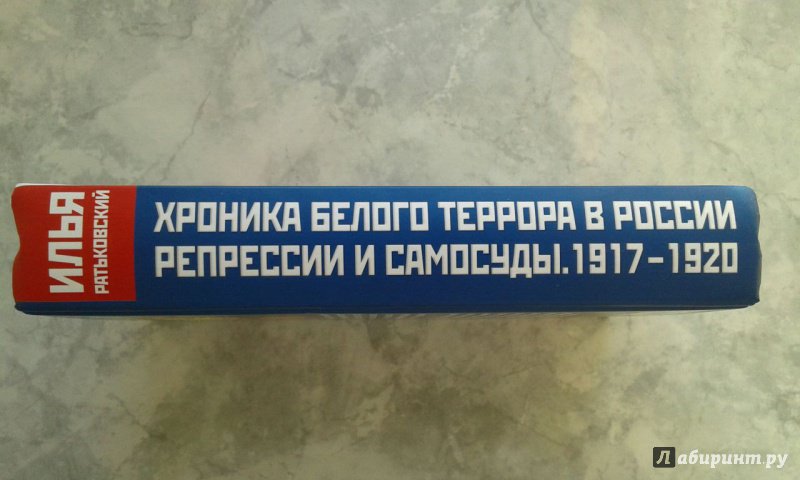 ИЛЬЯ
РАТЬКОВСКИЙ
ХРОНИКА БЕЛОГО ТЕРРОРА В РОССИИ
РЕПРЕССИИ И САМОСУДЫ. 1917–1920
Лабиринт.ру